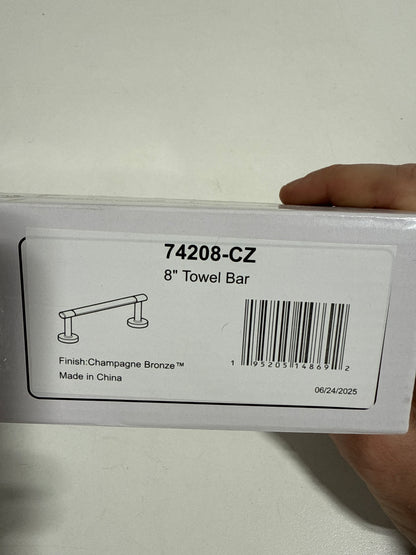 74208-CZ
8" Towel Bar
Finish:Champagne Bronze™
Made in China
1 95205 14869 2
06/24/2025